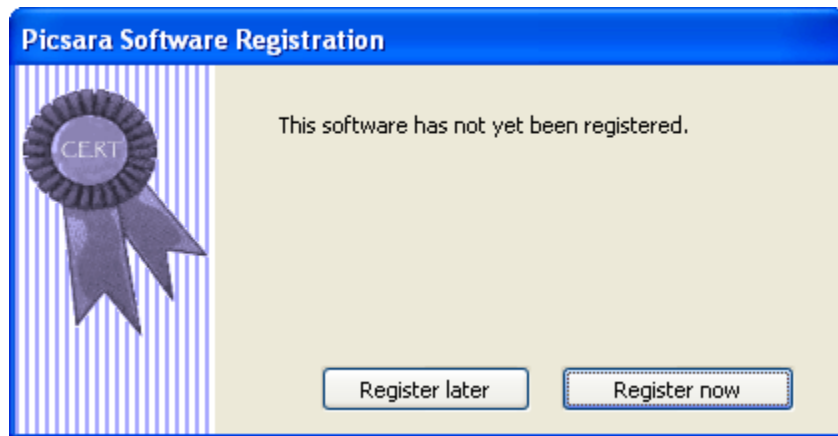 Picsara Software Registration
CERT
This software has not yet been registered.
Register later
Register now